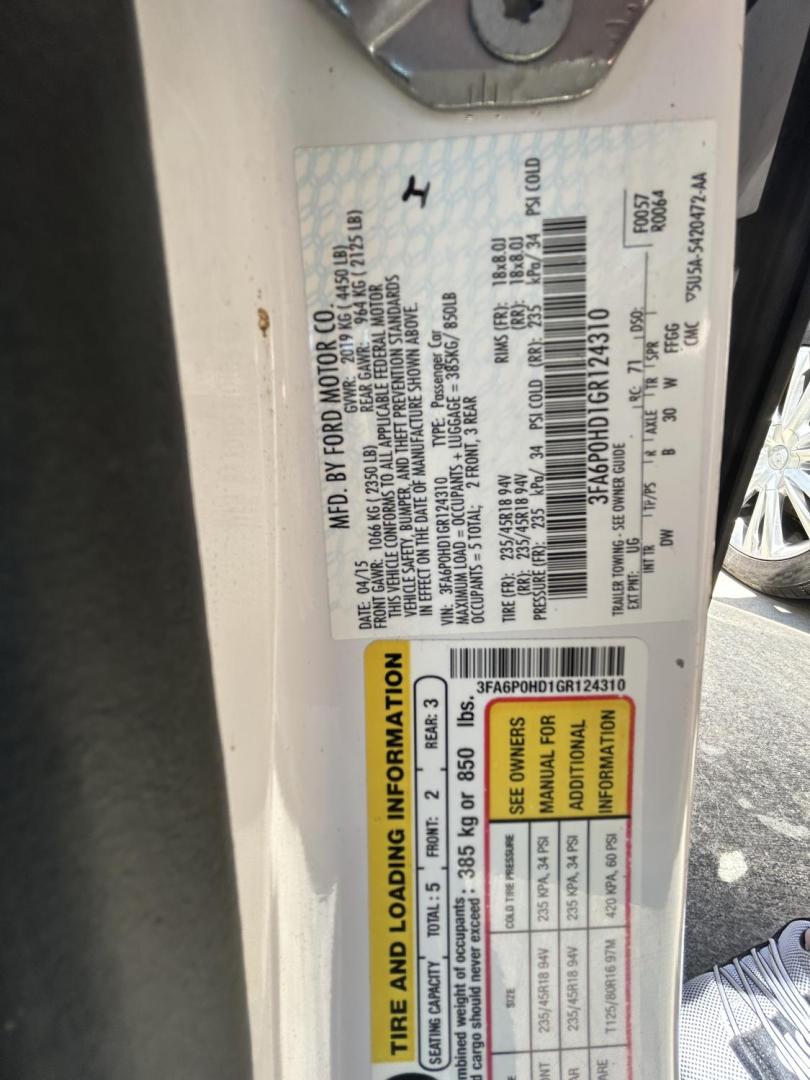 MFD. BY FORD MOTOR CO.
DATE: 04/15 GVWR: 2019 KG ( 4450 LB)
FRONT GAWR: 1066 KG ( 2350 LB) REAR GAWR: 964 KG ( 2125 LB)
THIS VEHICLE CONFORMS TO ALL APPLICABLE FEDERAL MOTOR
VEHICLE SAFETY, BUMPER, AND THEFT PREVENTION STANDARDS
IN EFFECT ON THE DATE OF MANUFACTURE SHOWN ABOVE.
I
VIN: 3FA6P0HD1GR124310 TYPE: Passenger Car
MAXIMUM LOAD = OCCUPANTS + LUGGAGE = 385KG/ 850LB
OCCUPANTS = 5 TOTAL; 2 FRONT, 3 REAR
TIRE (FR): 235/45R18 94V RIMS (FR): 18x8.0J
(RR): 235/45R18 94V (RR): 18x8.0J
PRESSURE (FR): 235 kPa/ 34 PSI COLD (RR): 235 kPa/ 34 PSI COLD
3FA6P0HD1GR124310
TRAILER TOWING - SEE OWNER GUIDE F0057
EXT PNT: UG RC: 71 DSO: R0064
INT TR TP/PS R AXLE TR SPR
DW B 30 W FFGG
CMC 5U5A-5420472-AA
TIRE AND LOADING INFORMATION
SEATING CAPACITY TOTAL : 5 FRONT: 2 REAR: 3
mbined weight of occupants
d cargo should never exceed : 385 kg or 850 lbs.
3FA6P0HD1GR124310
SIZE COLD TIRE PRESSURE SEE OWNERS
NT 235/45R18 94V 235 KPA, 34 PSI MANUAL FOR
AR 235/45R18 94V 235 KPA, 34 PSI ADDITIONAL
ARE T125/80R16 97M 420 KPA, 60 PSI INFORMATION